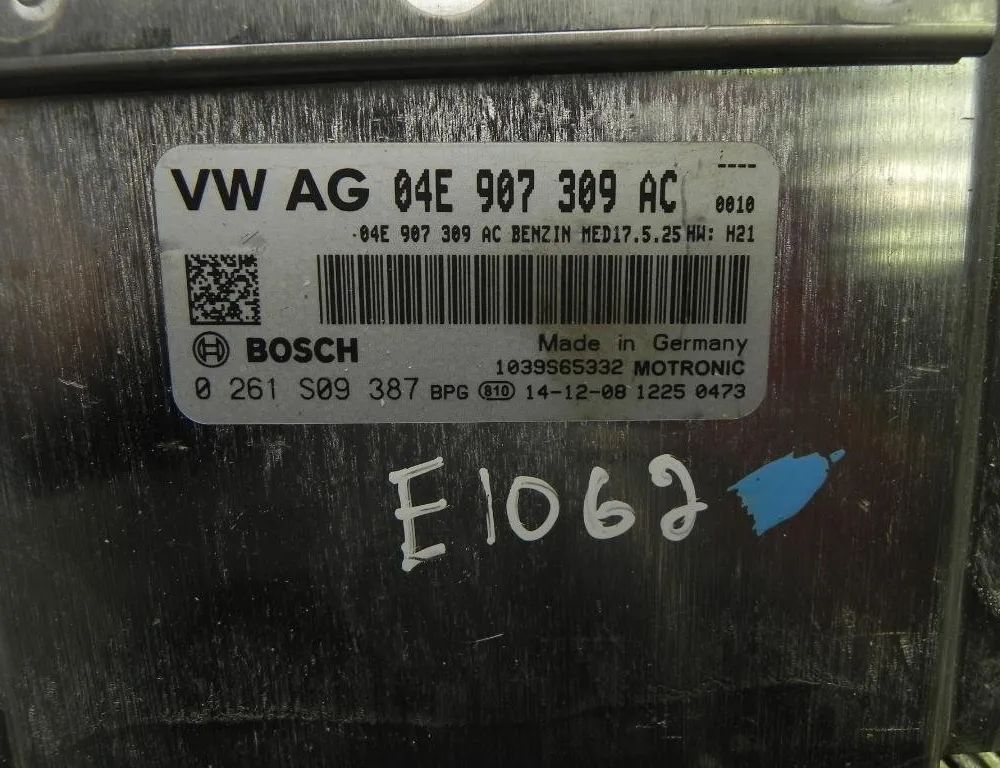 VW AG 04E 907 309 AC ----
0010
-04E 907 309 AC BENZIN MED17.5.25 HW: H21
BOSCH
Made in Germany
1039S65332 MOTRONIC
0 261 S09 387 BPG 810 14-12-08 1225 0473
E1062